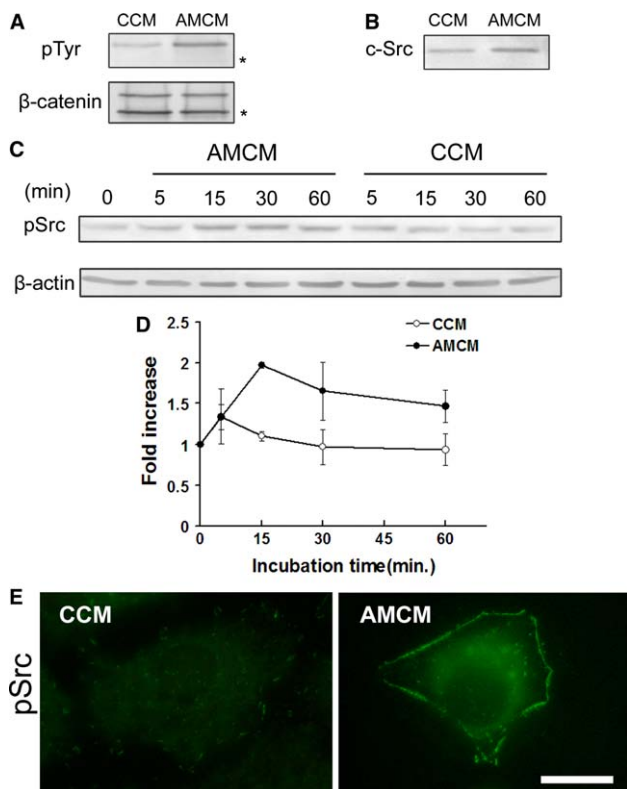 A
CCM AMCM
pTyr
*
β-catenin
*
B
CCM AMCM
c-Src
C
AMCM CCM
(min) 0 5 15 30 60 5 15 30 60
pSrc
β-actin
D
CCM
AMCM
Fold increase
2.5
2
1.5
1
0.5
0
0 15 30 45 60
Incubation time(min.)
E
CCM AMCM
pSrc